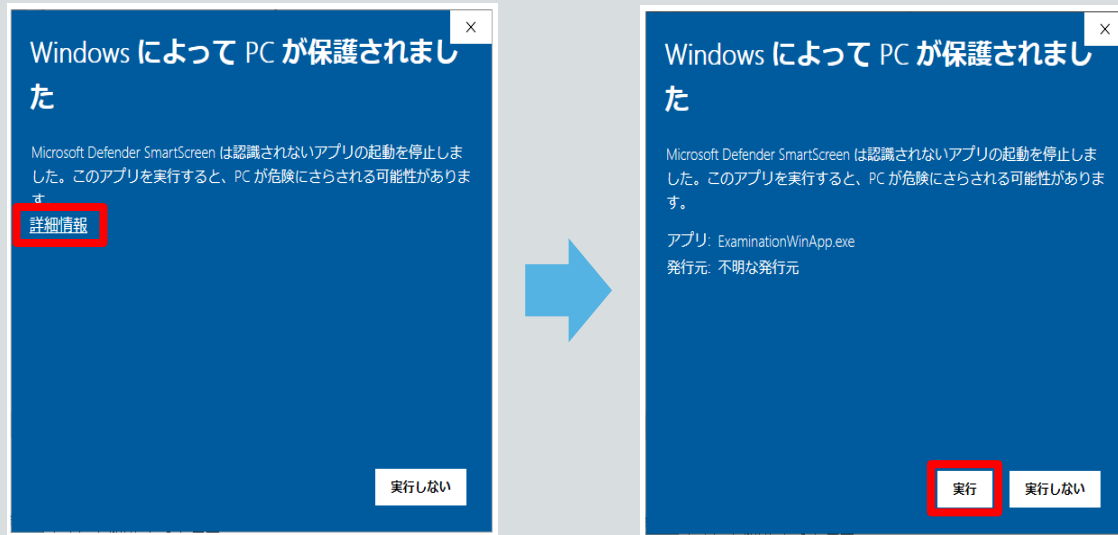 Windows によって PC が保護されまし
た
Microsoft Defender SmartScreen は認識されないアプリの起動を停止しま
した。このアプリを実行すると、PC が危険にさらされる可能性がありま
す。
詳細情報
実行しない
Windows によって PC が保護されまし
た
Microsoft Defender SmartScreen は認識されないアプリの起動を停止しま
した。このアプリを実行すると、PC が危険にさらされる可能性がありま
す。
アプリ: ExaminationWinApp.exe
発行元: 不明な発行元
実行
実行しない